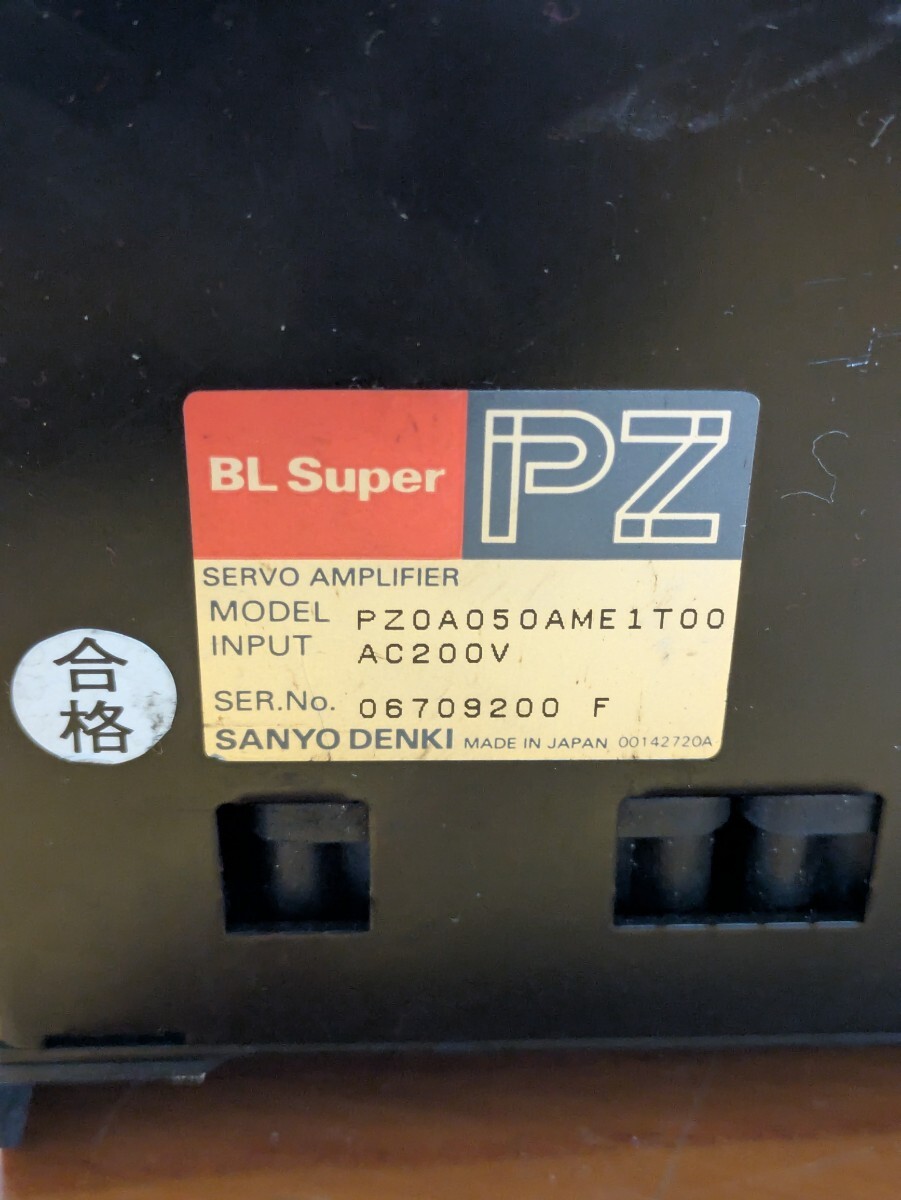 BL Super PZ
SERVO AMPLIFIER
MODEL PZ0A050AME1T00
INPUT AC200V
SER.No. 06709200 F
SANYO DENKI MADE IN JAPAN 00142720A
合
格